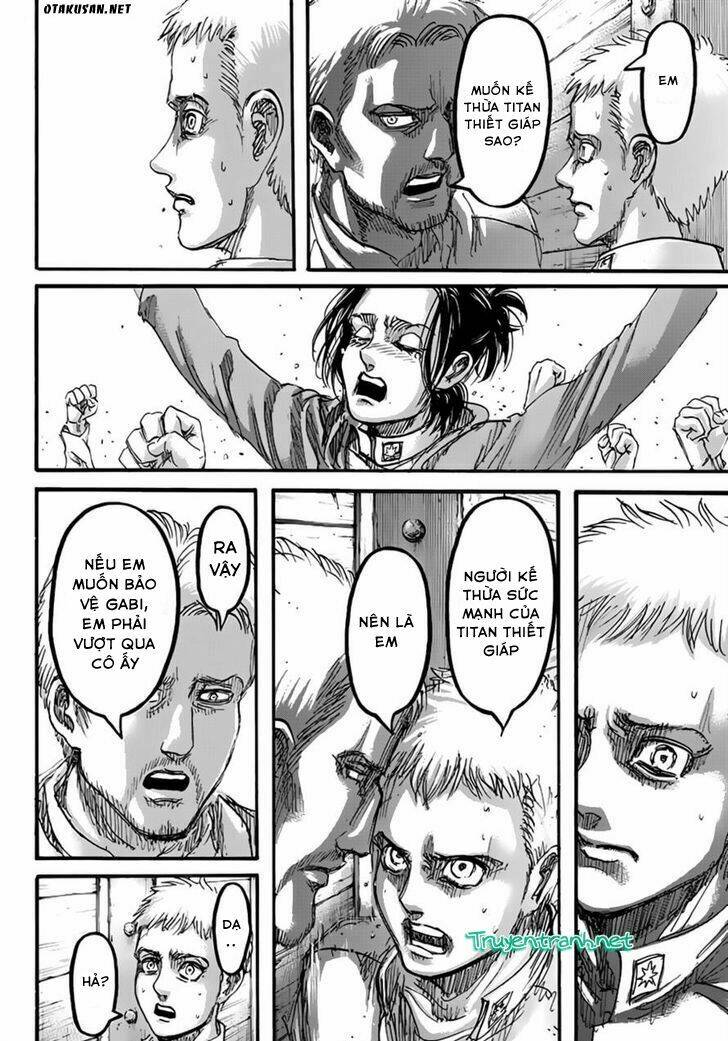 OTAKUSAN.NET
EM
MUỐN KẾ
THỪA TITAN
THIẾT GIÁP
SAO?
NGƯỜI KẾ
THỪA SỨC
MẠNH CỦA
TITAN THIẾT
GIÁP
NÊN LÀ
EM
RA
VẬY
NẾU EM
MUỐN BẢO
VỆ GABI,
EM PHẢI
VƯỢT QUA
CÔ ẤY
DẠ
..
HẢ?
Truyentranh.net